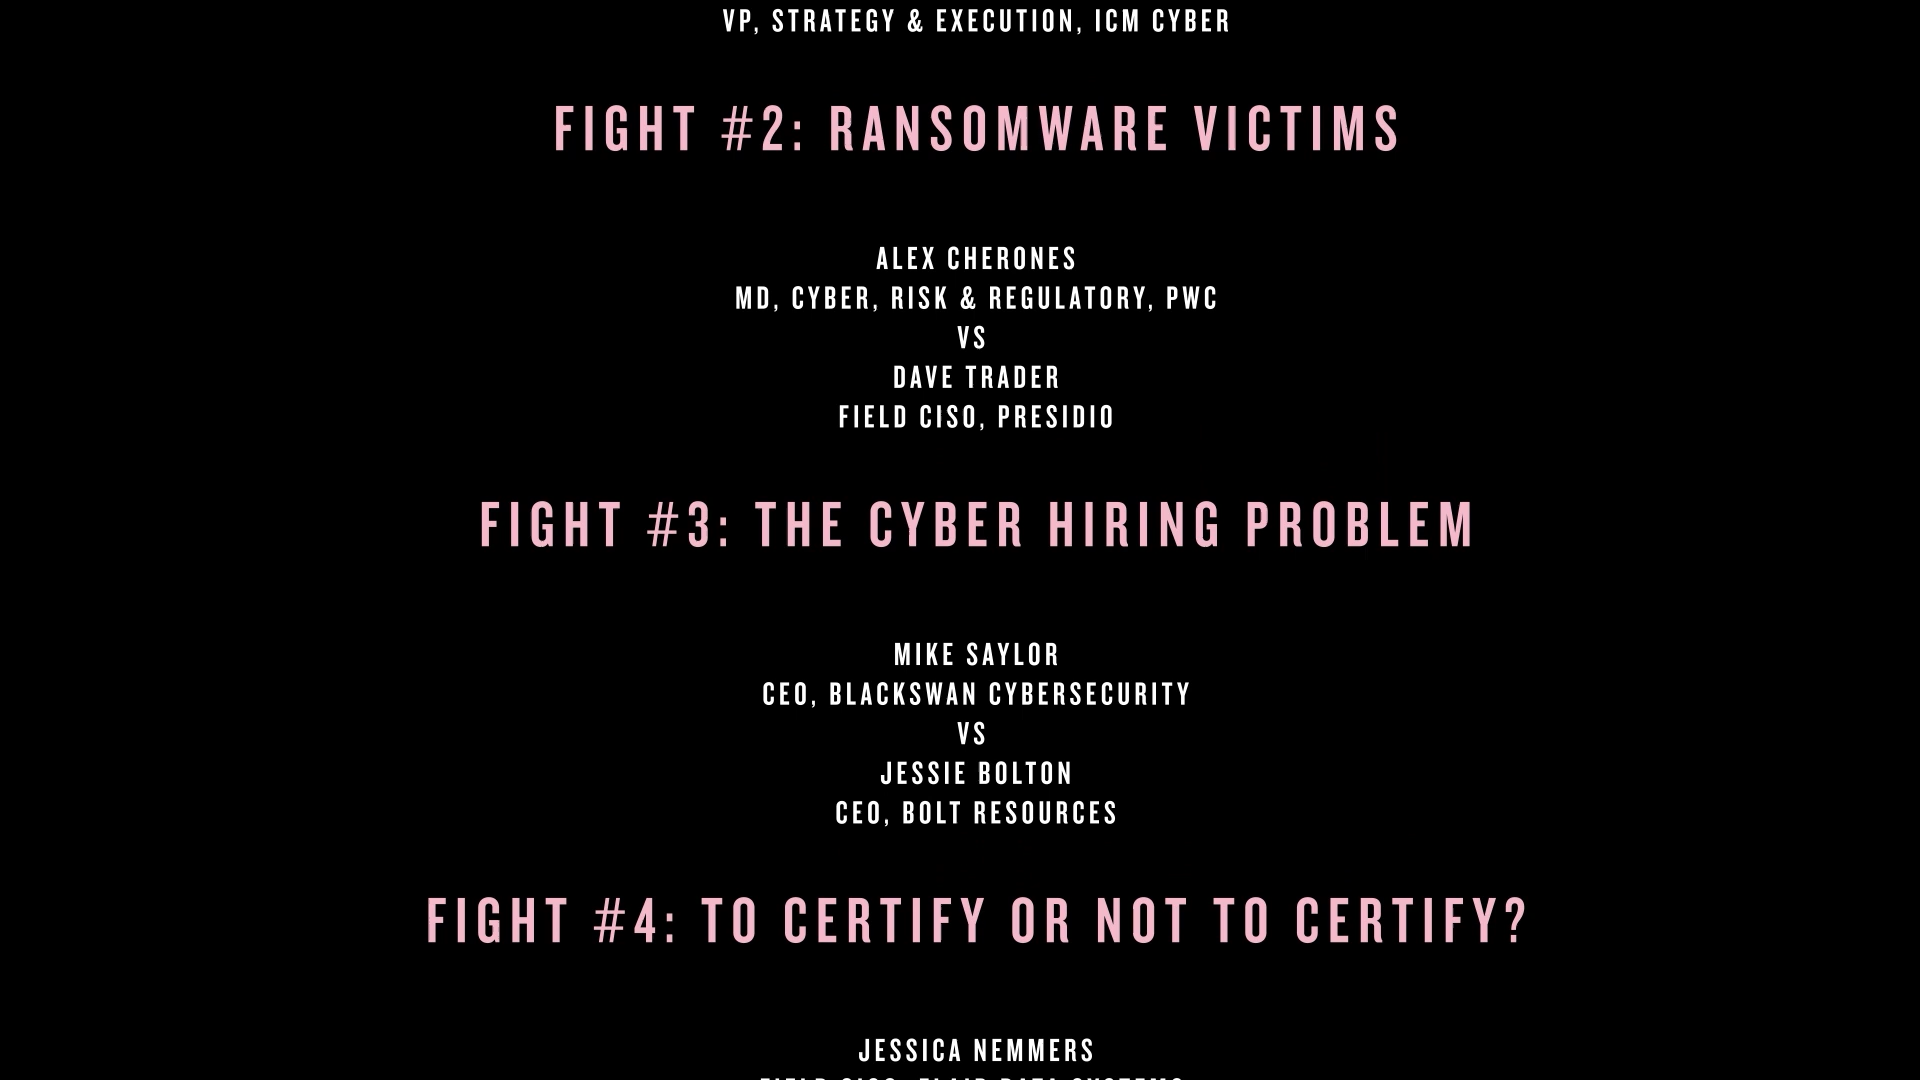 VP, STRATEGY & EXECUTION, ICM CYBER
FIGHT #2: RANSOMWARE VICTIMS
ALEX CHERONES
MD, CYBER, RISK & REGULATORY, PWC
VS
DAVE TRADER
FIELD CISO, PRESIDIO
FIGHT #3: THE CYBER HIRING PROBLEM
MIKE SAYLOR
CEO, BLACKSWAN CYBERSECURITY
VS
JESSIE BOLTON
CEO, BOLT RESOURCES
FIGHT #4: TO CERTIFY OR NOT TO CERTIFY?
JESSICA NEMMERS